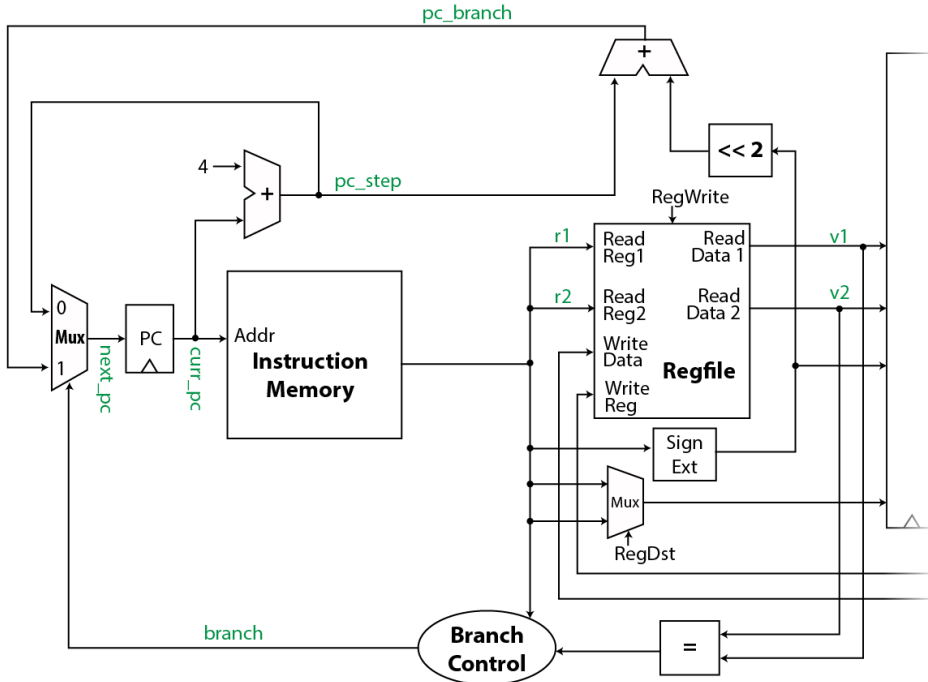 pc_branch
+
<< 2
4
+
pc_step
RegWrite
r1
Read
Reg1
Read
Data 1
v1
r2
Read
Reg2
Read
Data 2
v2
Write
Data
Regfile
Write
Reg
0
Mux
1
next_pc
PC
curr_pc
Addr
Instruction
Memory
Sign
Ext
Mux
RegDst
branch
Branch
Control
=